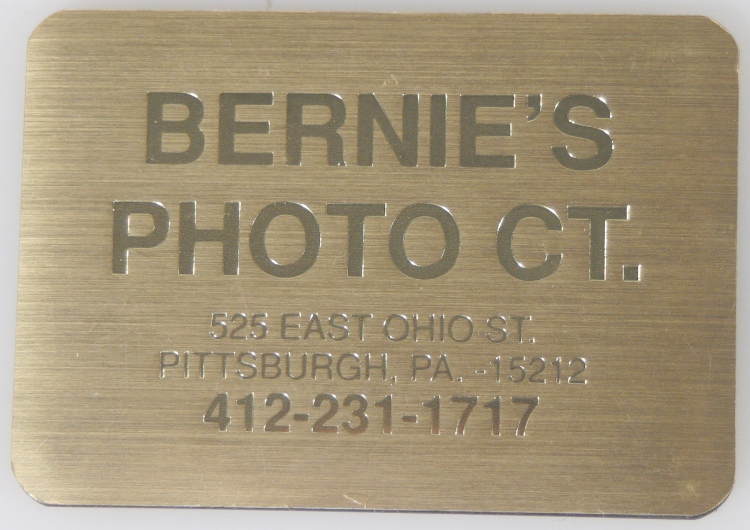 BERNIE'S
PHOTO CT.
525 EAST OHIO ST.
PITTSBURGH, PA. -15212
412-231-1717